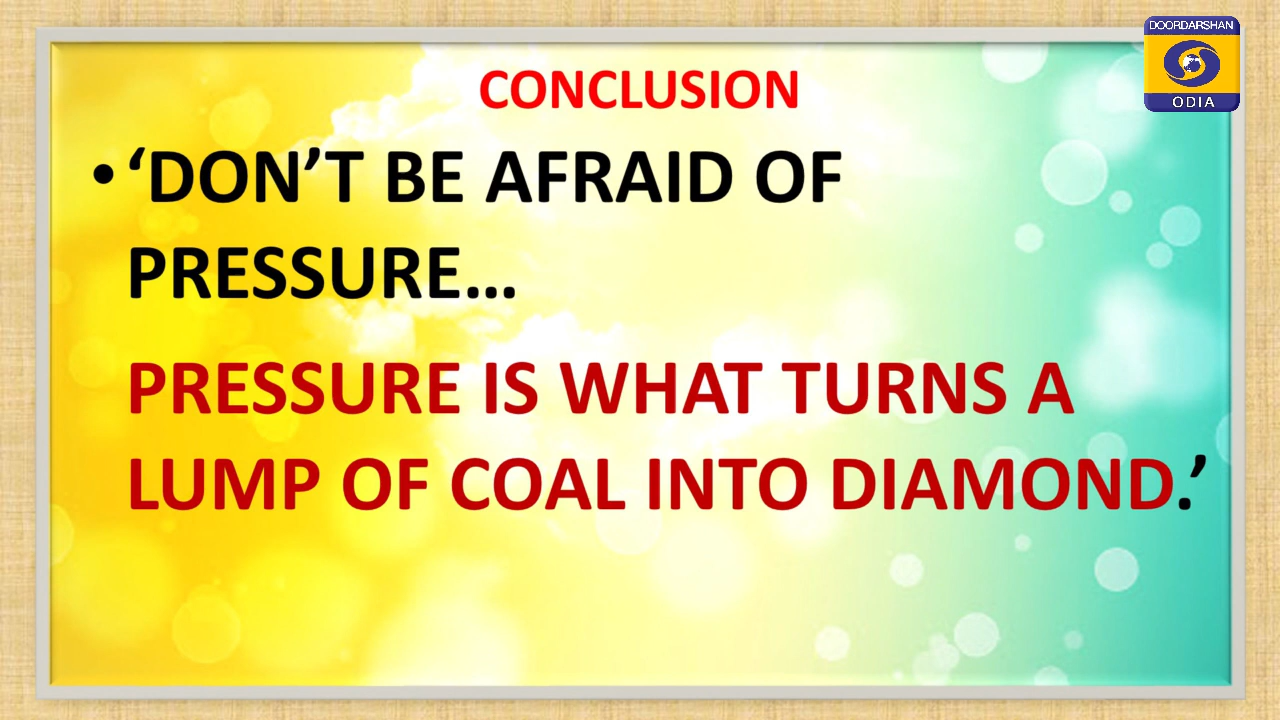 DOORDARSHAN
ODIA
CONCLUSION
• ‘DON’T BE AFRAID OF
PRESSURE...
PRESSURE IS WHAT TURNS A
LUMP OF COAL INTO DIAMOND.’